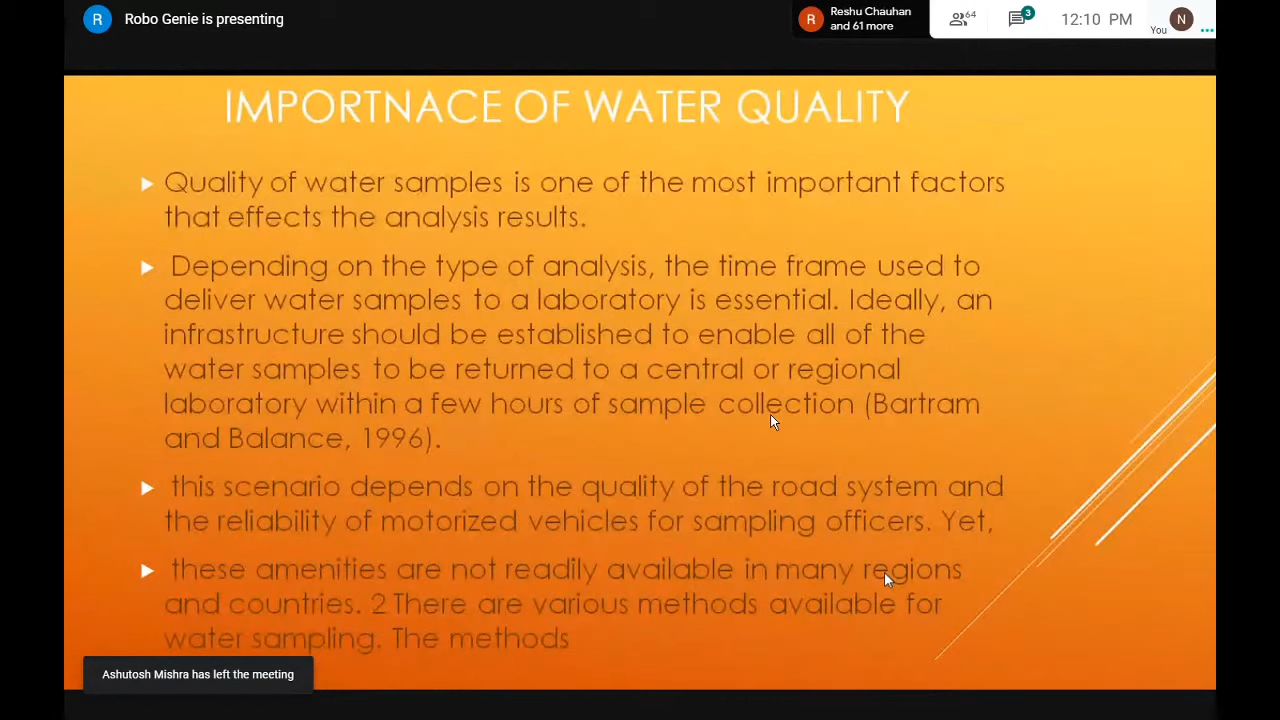 R Robo Genie is presenting
R Reshu Chauhan
and 61 more
64
3
12:10 PM
You
N
IMPORTNACE OF WATER QUALITY
Quality of water samples is one of the most important factors
that effects the analysis results.
Depending on the type of analysis, the time frame used to
deliver water samples to a laboratory is essential. Ideally, an
infrastructure should be established to enable all of the
water samples to be returned to a central or regional
laboratory within a few hours of sample collection (Bartram
and Balance, 1996).
this scenario depends on the quality of the road system and
the reliability of motorized vehicles for sampling officers. Yet,
these amenities are not readily available in many regions
and countries. 2 There are various methods available for
water sampling. The methods
Ashutosh Mishra has left the meeting